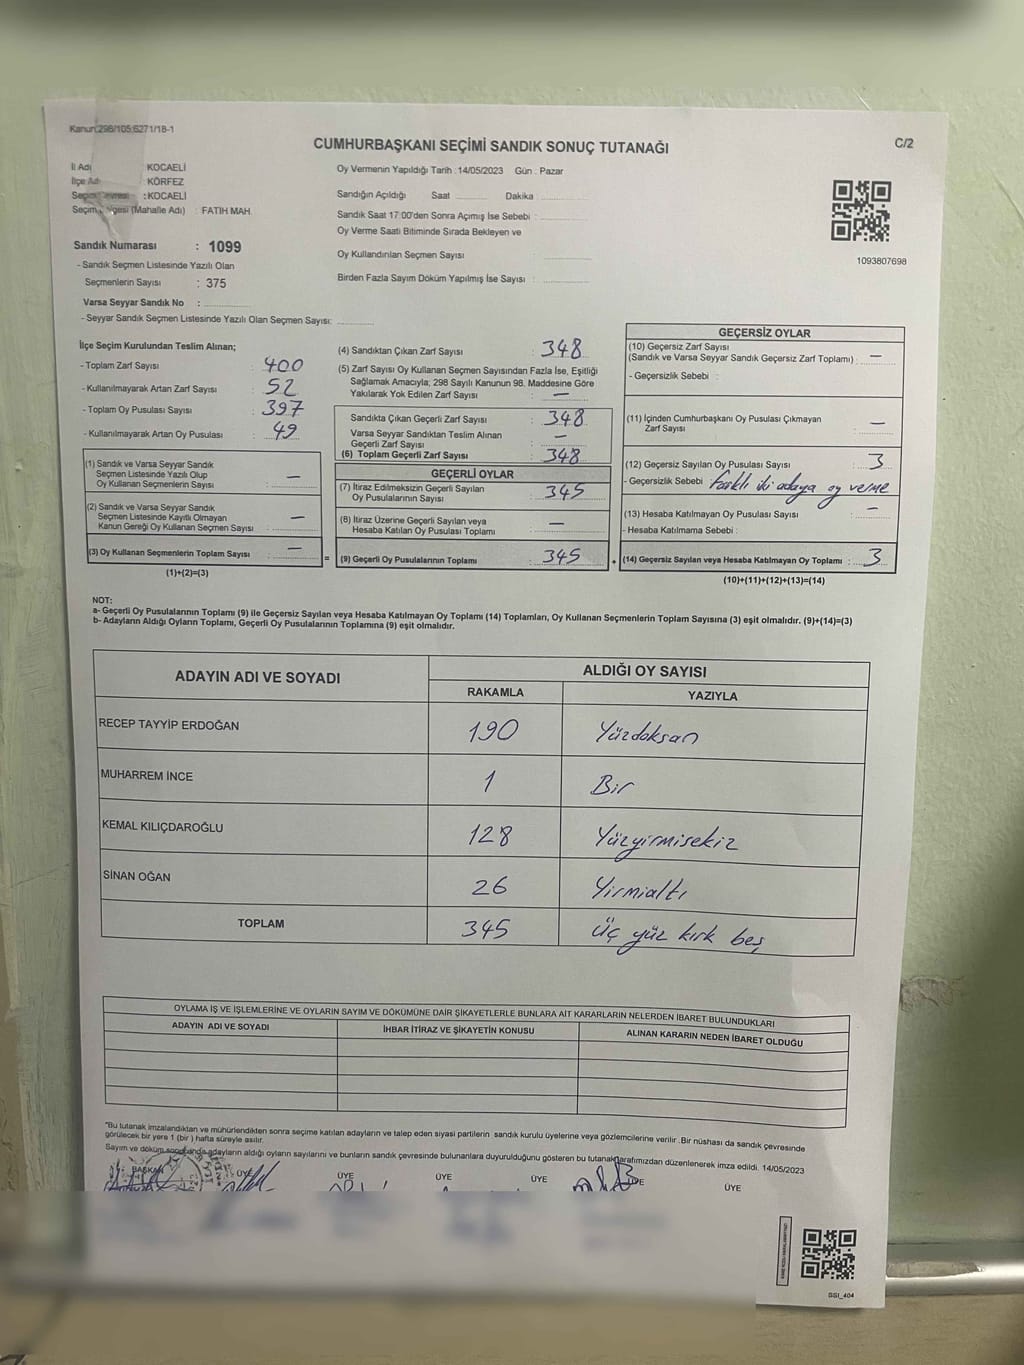 Kanun:298/105;6271/18-1
C/2
CUMHURBAŞKANI SEÇİMİ SANDIK SONUÇ TUTANAĞI
İl Adı : KOCAELİ
İlçe Adı : KÖRFEZ
Seçim Çevresi : KOCAELİ
Seçim Bölgesi (Mahalle Adı) : FATİH MAH.
Sandık Numarası : 1099
- Sandık Seçmen Listesinde Yazılı Olan
Seçmenlerin Sayısı : 375
Varsa Seyyar Sandık No :
- Seyyar Sandık Seçmen Listesinde Yazılı Olan Seçmen Sayısı:
Oy Vermenin Yapıldığı Tarih :14/05/2023 Gün : Pazar
Sandığın Açıldığı Saat Dakika :
Sandık Saat 17:00'den Sonra Açımış İse Sebebi :
Oy Verme Saati Bitiminde Sırada Bekleyen ve
Oy Kullandırılan Seçmen Sayısı :
Birden Fazla Sayım Döküm Yapılmış İse Sayısı :
1093807698
İlçe Seçim Kurulundan Teslim Alınan;
- Toplam Zarf Sayısı : 400
- Kullanılmayarak Artan Zarf Sayısı : 52
- Toplam Oy Pusulası Sayısı : 397
- Kullanılmayarak Artan Oy Pusulası : 49
(1) Sandık ve Varsa Seyyar Sandık
Seçmen Listesinde Yazılı Olup
Oy Kullanan Seçmenlerin Sayısı : —
(2) Sandık ve Varsa Seyyar Sandık
Seçmen Listesinde Kayıtlı Olmayan
Kanun Gereği Oy Kullanan Seçmen Sayısı : —
(3) Oy Kullanan Seçmenlerin Toplam Sayısı : —
(1)+(2)=(3)
(4) Sandıktan Çıkan Zarf Sayısı : 348
(5) Zarf Sayısı Oy Kullanan Seçmen Sayısından Fazla İse, Eşitliği
Sağlamak Amacıyla; 298 Sayılı Kanunun 98. Maddesine Göre
Yakılarak Yok Edilen Zarf Sayısı : —
Sandıkta Çıkan Geçerli Zarf Sayısı : 348
Varsa Seyyar Sandıktan Teslim Alınan
Geçerli Zarf Sayısı : —
(6) Toplam Geçerli Zarf Sayısı : 348
GEÇERLİ OYLAR
(7) İtiraz Edilmeksizin Geçerli Sayılan
Oy Pusulalarının Sayısı : 345
(8) İtiraz Üzerine Geçerli Sayılan veya
Hesaba Katılan Oy Pusulası Toplamı : —
= (9) Geçerli Oy Pusulalarının Toplamı : 345 +
GEÇERSİZ OYLAR
(10) Geçersiz Zarf Sayısı
(Sandık ve Varsa Seyyar Sandık Geçersiz Zarf Toplamı) : —
- Geçersizlik Sebebi :
(11) İçinden Cumhurbaşkanı Oy Pusulası Çıkmayan
Zarf Sayısı : —
(12) Geçersiz Sayılan Oy Pusulası Sayısı : 3
- Geçersizlik Sebebi : farklı iki adaya oy verme
(13) Hesaba Katılmayan Oy Pusulası Sayısı : —
- Hesaba Katılmama Sebebi :
(14) Geçersiz Sayılan veya Hesaba Katılmayan Oy Toplamı : 3
(10)+(11)+(12)+(13)=(14)
NOT:
a- Geçerli Oy Pusulalarının Toplamı (9) ile Geçersiz Sayılan veya Hesaba Katılmayan Oy Toplamı (14) Toplamları, Oy Kullanan Seçmenlerin Toplam Sayısına (3) eşit olmalıdır. (9)+(14)=(3)
b- Adayların Aldığı Oyların Toplamı, Geçerli Oy Pusulalarının Toplamına (9) eşit olmalıdır.
ADAYIN ADI VE SOYADI ALDIĞI OY SAYISI
RAKAMLA YAZIYLA
RECEP TAYYİP ERDOĞAN 190 Yüzdoksan
MUHARREM İNCE 1 Bir
KEMAL KILIÇDAROĞLU 128 Yüzyirmisekiz
SİNAN OĞAN 26 Yirmialtı
TOPLAM 345 Üç yüz kırk beş
OYLAMA İŞ VE İŞLEMLERİNE VE OYLARIN SAYIM VE DÖKÜMÜNE DAİR ŞİKAYETLERLE BUNLARA AİT KARARLARIN NELERDEN İBARET BULUNDUKLARI
ADAYIN ADI VE SOYADI İHBAR İTİRAZ VE ŞİKAYETİN KONUSU ALINAN KARARIN NEDEN İBARET OLDUĞU
"Bu tutanak imzalandıktan ve mühürlendikten sonra seçime katılan adayların ve talep eden siyasi partilerin sandık kurulu üyelerine veya gözlemcilerine verilir. Bir nüshası da sandık çevresinde
görülecek bir yere 1 (bir) hafta süreyle asılır.
Sayım ve döküm sonucunda adayların aldığı oyların sayılarını ve bunların sandık çevresinde bulunanlara duyurulduğunu gösteren bu tutanak tarafımızdan düzenlenerek imza edildi. 14/05/2023
BAŞKAN ÜYE ÜYE ÜYE ÜYE ÜYE ÜYE
SSI_404